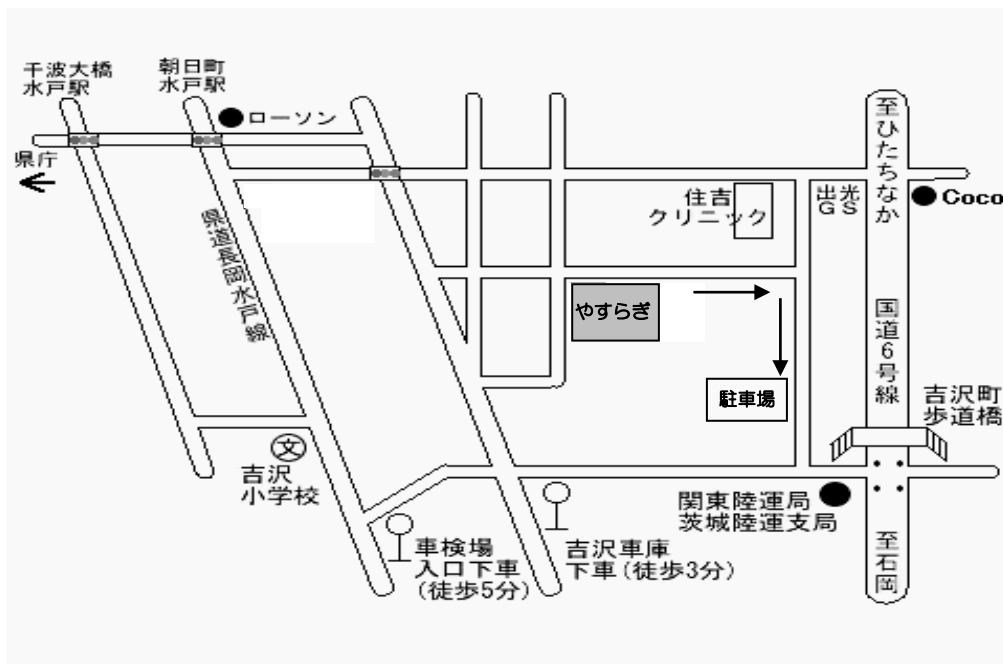 千波大橋
水戸駅
朝日町
水戸駅
ローソン
県庁
県道長岡水戸線
住吉
クリニック
出光
GS
至ひたちなか
Coco
やすらぎ
国道6号線
駐車場
吉沢町
歩道橋
文
吉沢
小学校
関東陸運局
茨城陸運支局
車検場
入口下車
(徒歩5分)
吉沢車庫
下車(徒歩3分)
至石岡